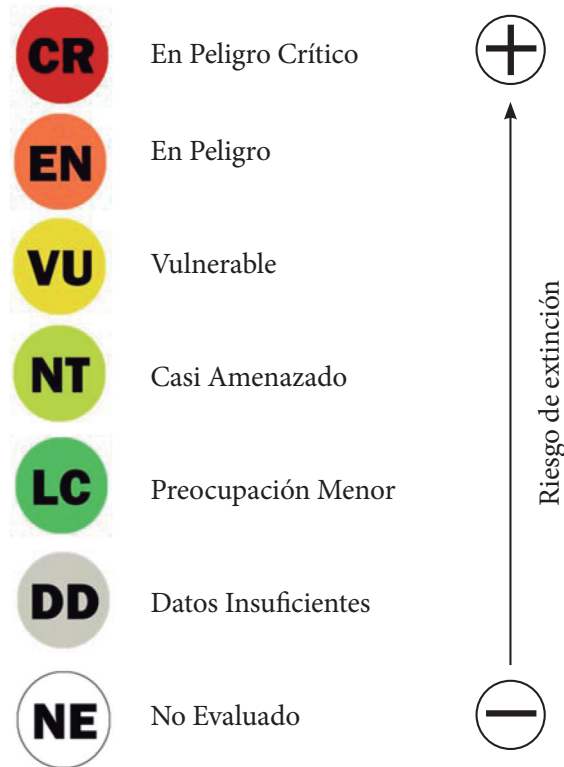 CR En Peligro Crítico
EN En Peligro
VU Vulnerable
NT Casi Amenazado
LC Preocupación Menor
DD Datos Insuficientes
NE No Evaluado
Riesgo de extinción